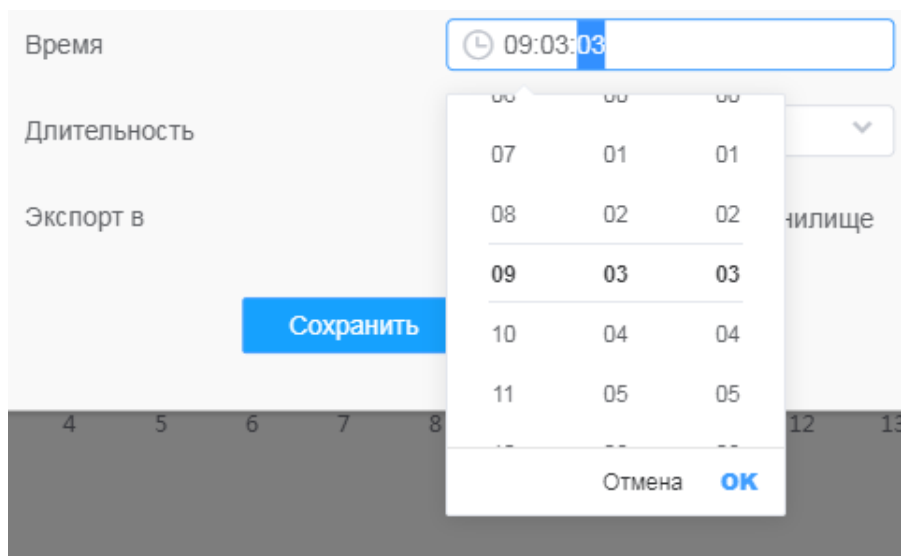 Время
09:03:03
Длительность
07 01 01
Экспорт в
08 02 02
09 03 03
Сохранить
10 04 04
11 05 05
4 5 6 7 8 12 13
Отмена OK